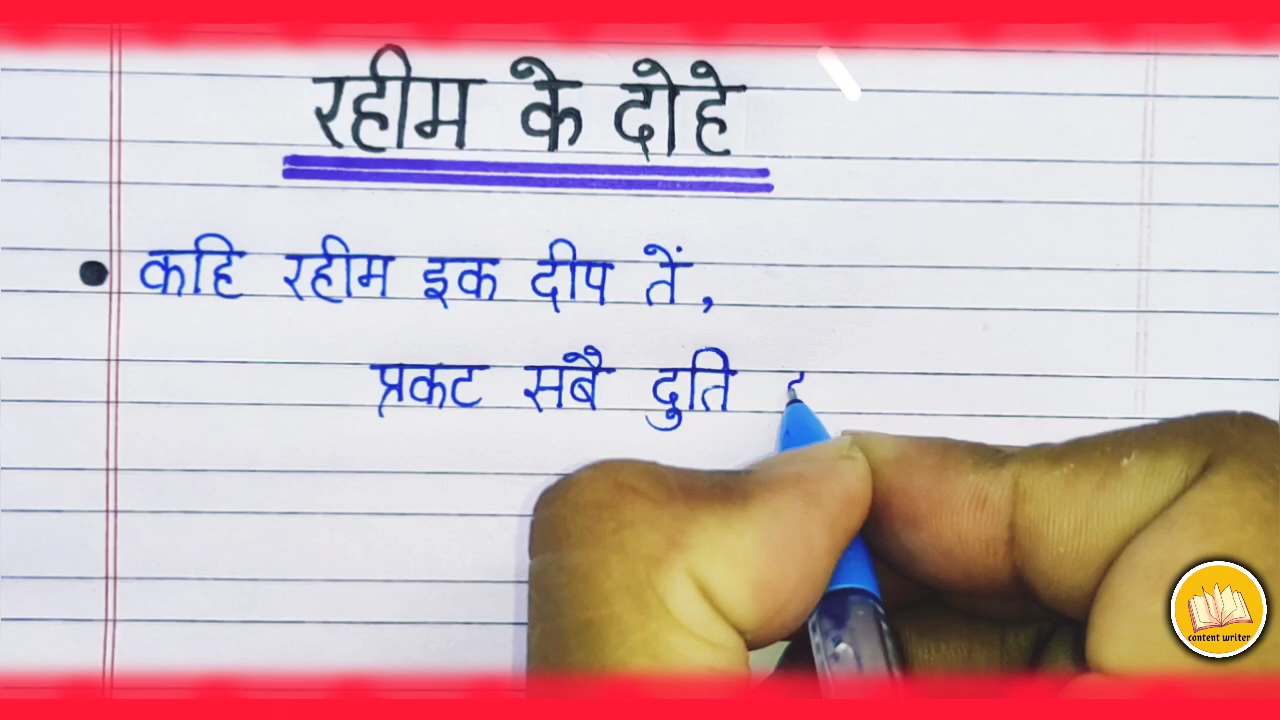 रहीम के दोहे
• कहि रहीम इक दीप तें,
प्रकट सबै दुति
content writer